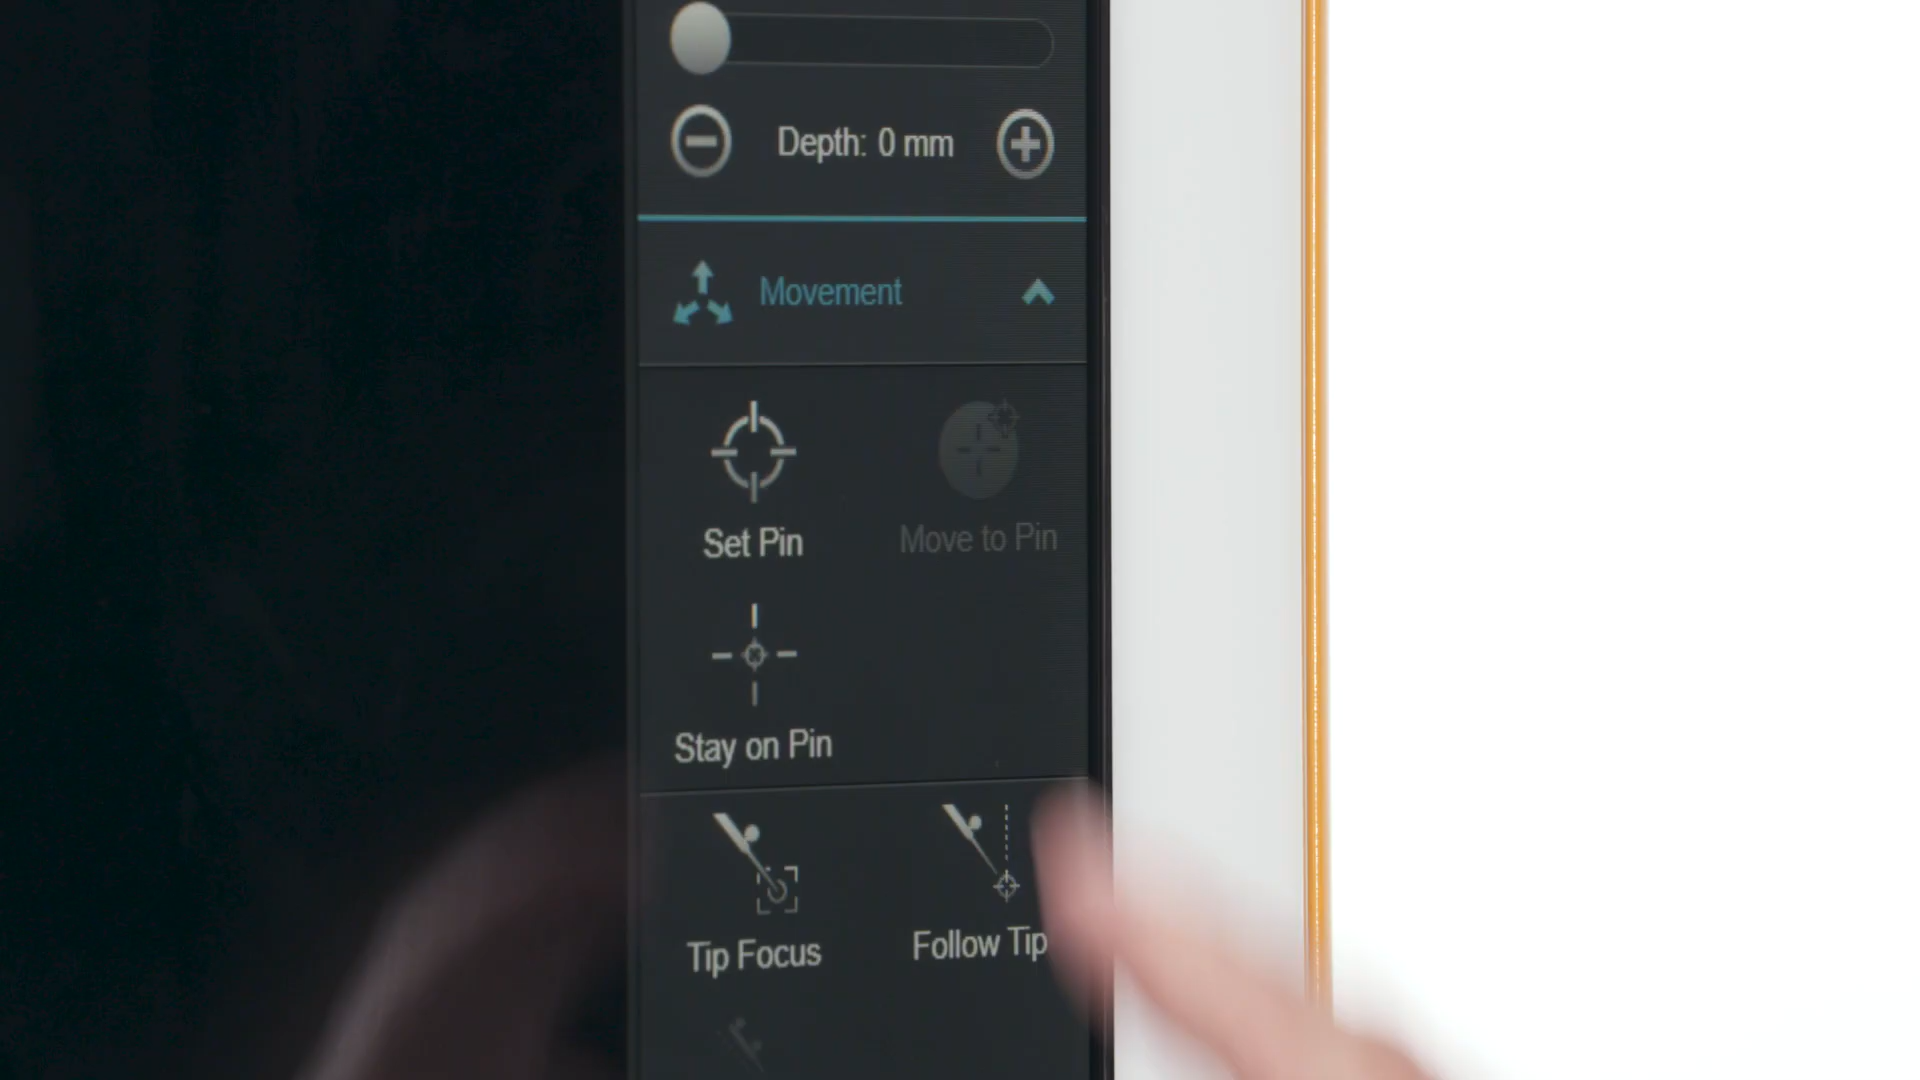 Depth: 0 mm
Movement
Set Pin
Move to Pin
Stay on Pin
Tip Focus
Follow Tip